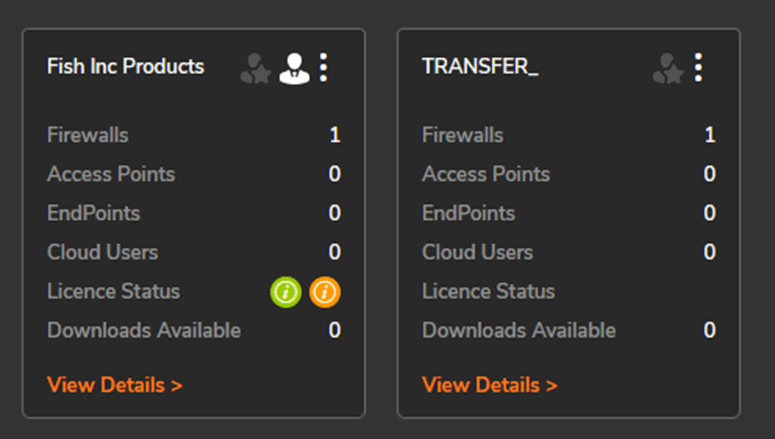 Fish Inc Products
Firewalls 1
Access Points 0
EndPoints 0
Cloud Users 0
Licence Status
Downloads Available 0
View Details >
TRANSFER_
Firewalls 1
Access Points 0
EndPoints 0
Cloud Users 0
Licence Status
Downloads Available 0
View Details >